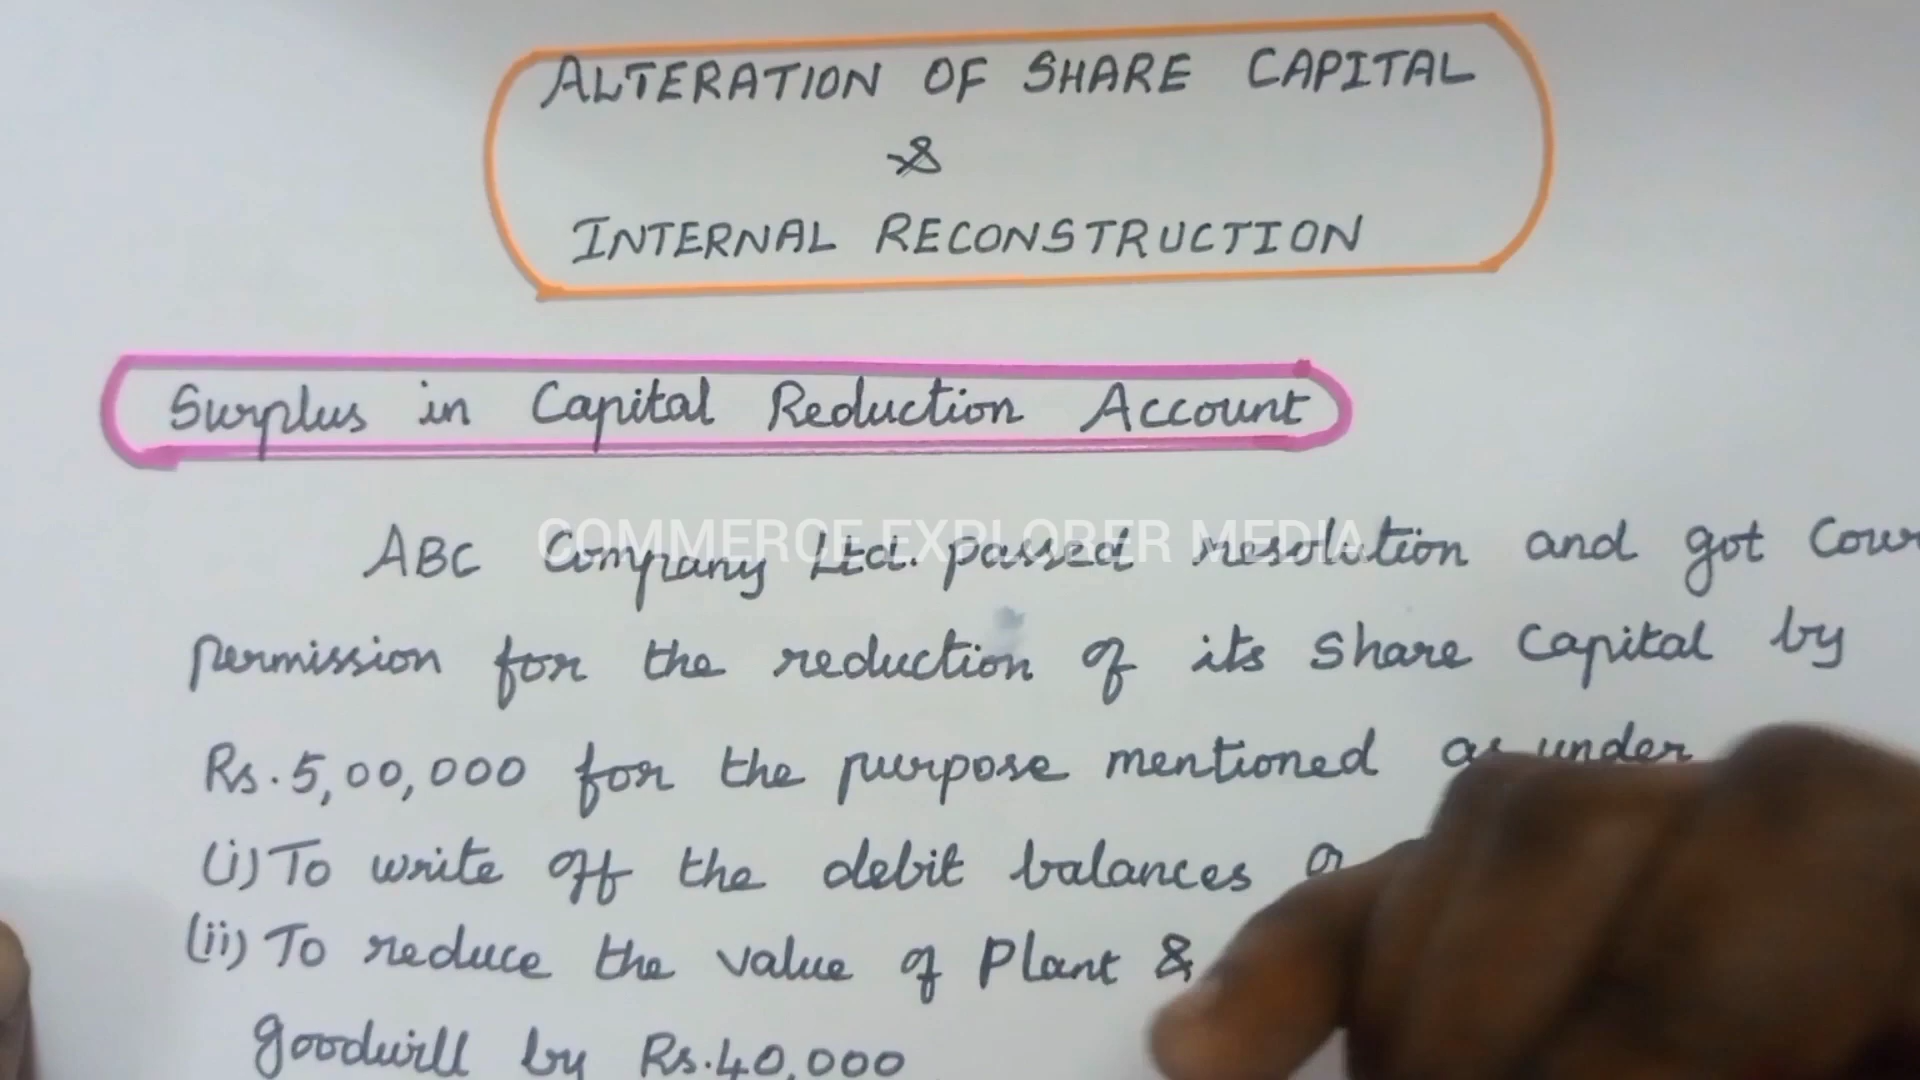 ALTERATION OF SHARE CAPITAL
&
INTERNAL RECONSTRUCTION
Surplus in Capital Reduction Account
COMMERCE EXPLORER MEDIA
ABC Company Ltd. passed resolution and got
permission for the reduction of its Share Capital by
Rs.5,00,000 for the purpose mentioned as under
(i) To write off the debit balances
(ii) To reduce the value of Plant &
goodwill by Rs.40,000